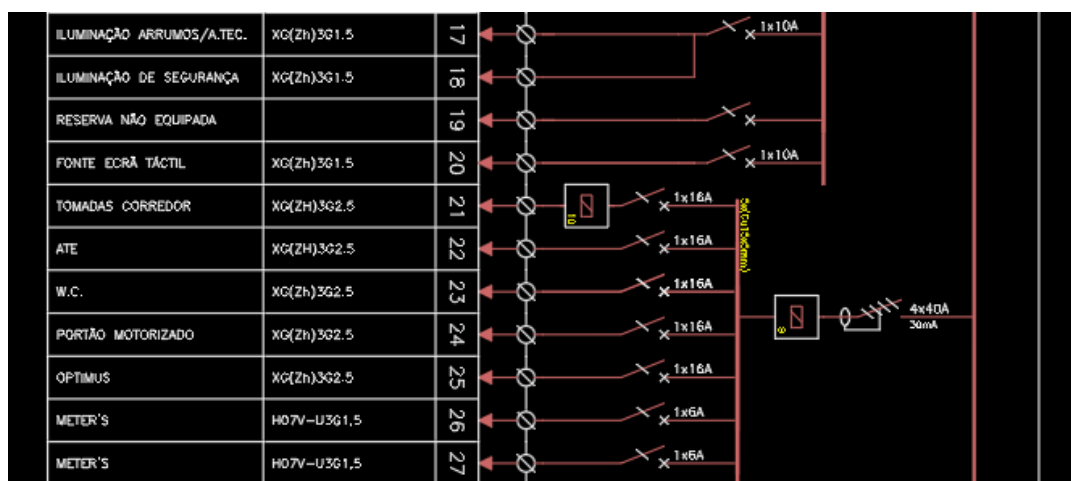 ILUMINAÇÃO ARRUMOS/A.TEC. XG(Zh)3G1.5 17 1x10A
ILUMINAÇÃO DE SEGURANÇA XG(Zh)3G1.5 18
RESERVA NÃO EQUIPADA 19
FONTE ECRÃ TÁCTIL XG(Zh)3G1.5 20 1x10A
TOMADAS CORREDOR XG(ZH)3G2.5 21 10 1x16A
ATE XG(ZH)3G2.5 22 1x16A
W.C. XG(Zh)3G2.5 23 1x16A
PORTÃO MOTORIZADO XG(Zh)3G2.5 24 1x16A
4x40A
30mA
OPTIMUS XG(Zh)3G2.5 25 1x16A
METER'S H07V-U3G1,5 26 1x6A
METER'S H07V-U3G1,5 27 1x6A